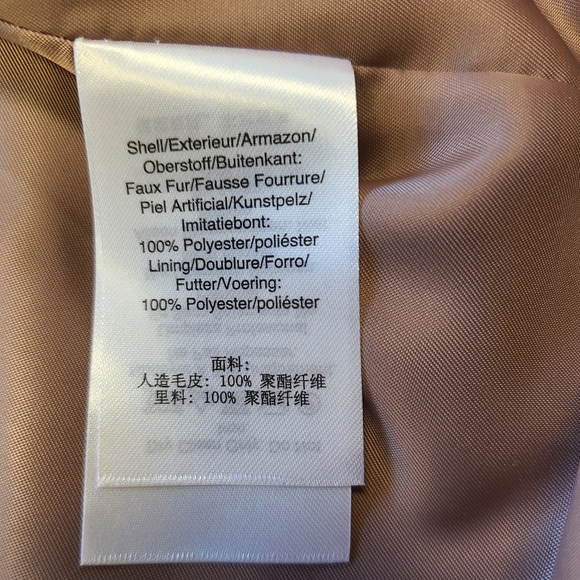 Shell/Exterieur/Armazon/
Oberstoff/Buitenkant:
Faux Fur/Fausse Fourrure/
Piel Artificial/Kunstpelz/
Imitatiebont:
100% Polyester/poliéster
Lining/Doublure/Forro/
Futter/Voering:
100% Polyester/poliéster
面料:
人造毛皮: 100% 聚酯纤维
里料: 100% 聚酯纤维